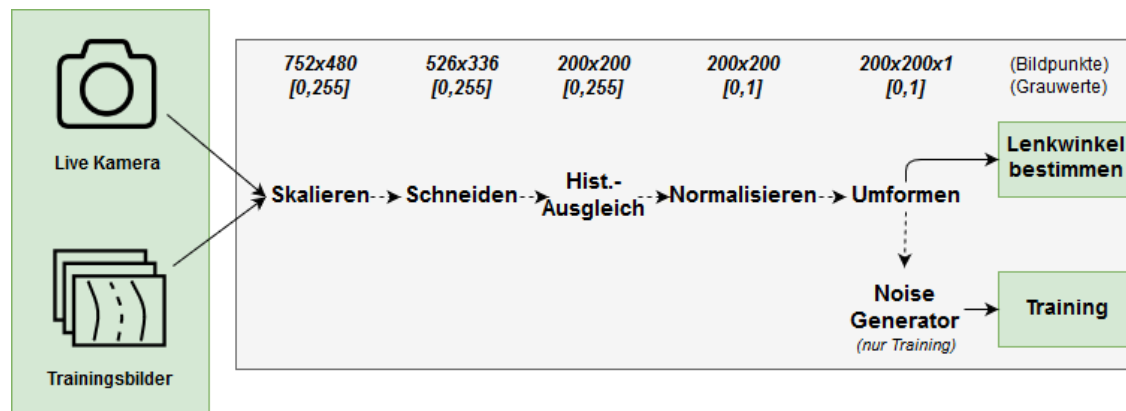 752x480
[0,255]
526x336
[0,255]
200x200
[0,255]
200x200
[0,1]
200x200x1
[0,1]
(Bildpunkte)
(Grauwerte)
Live Kamera
Trainingsbilder
Skalieren
Schneiden
Hist.-
Ausgleich
Normalisieren
Umformen
Lenkwinkel
bestimmen
Noise
Generator
(nur Training)
Training